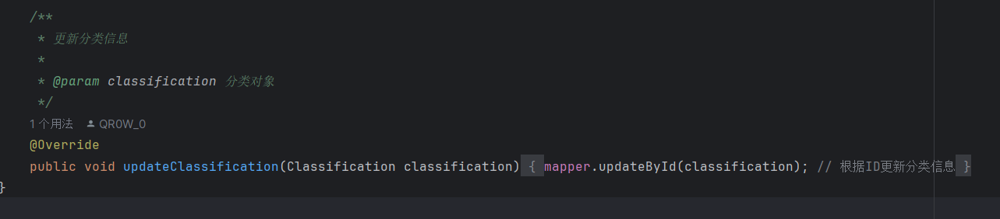 /**
 * 更新分类信息
 *
 * @param classification 分类对象
 */
1 个用法 QR0W_0
@Override
public void updateClassification(Classification classification) { mapper.updateById(classification); // 根据ID更新分类信息 }
}